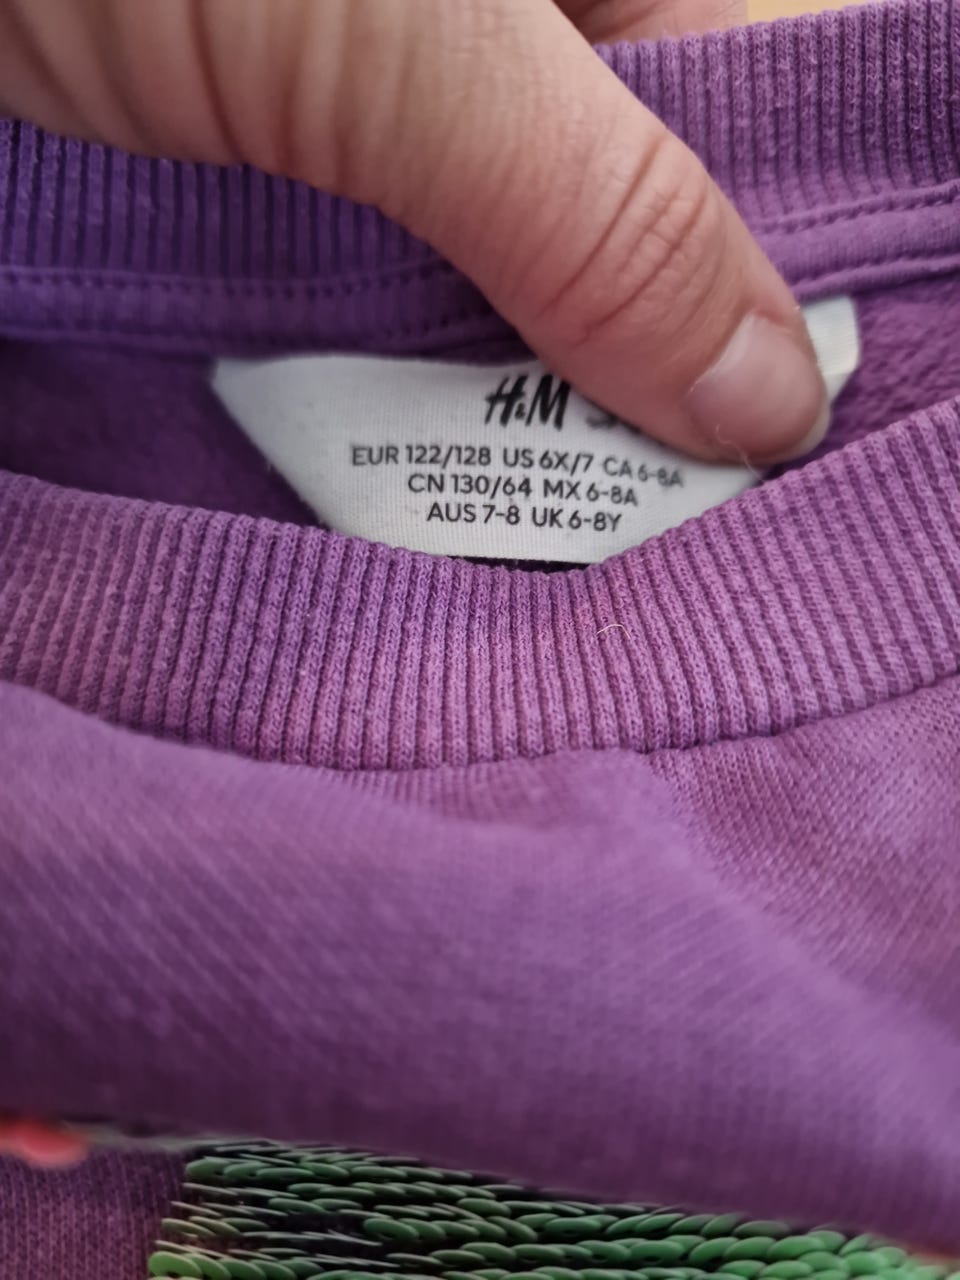 H&M
EUR 122/128 US 6X/7 CA 6-8A
CN 130/64 MX 6-8A
AUS 7-8 UK 6-8Y